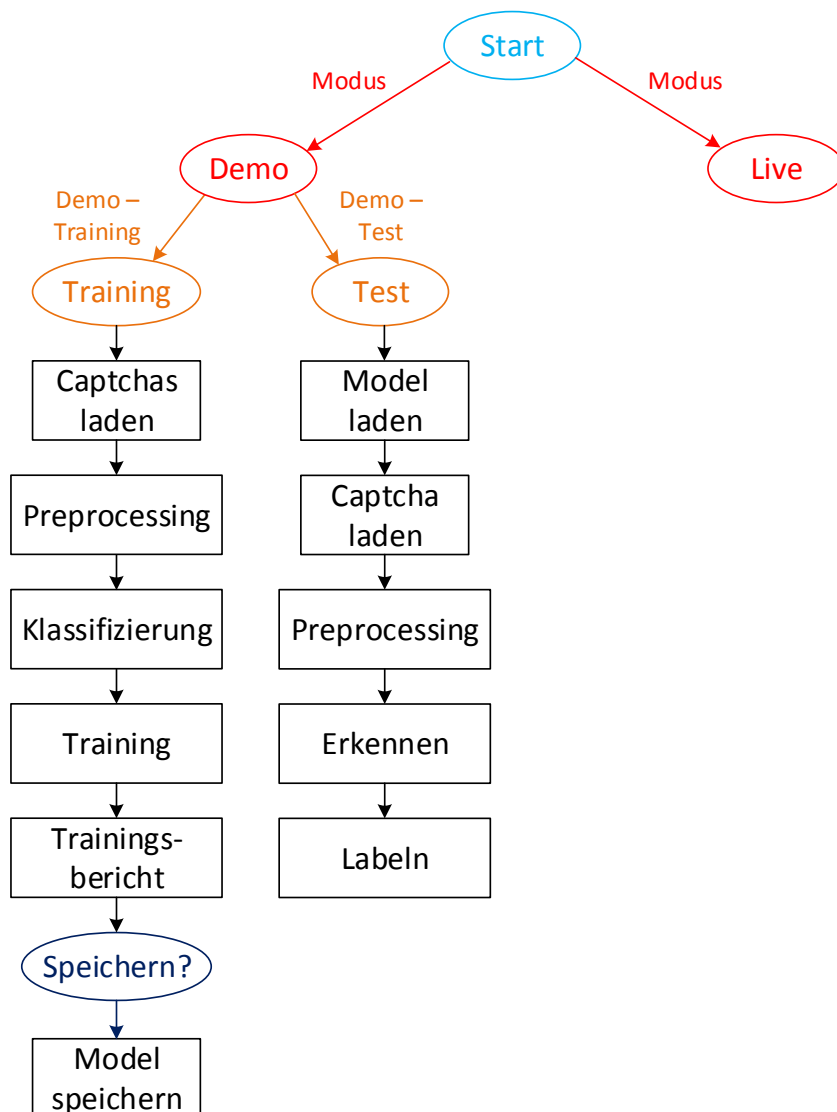 Start
Modus
Modus
Demo
Live
Demo –
Training
Demo –
Test
Training
Test
Captchas
laden
Model
laden
Preprocessing
Captcha
laden
Klassifizierung
Preprocessing
Training
Erkennen
Trainings-
bericht
Labeln
Speichern?
Model
speichern